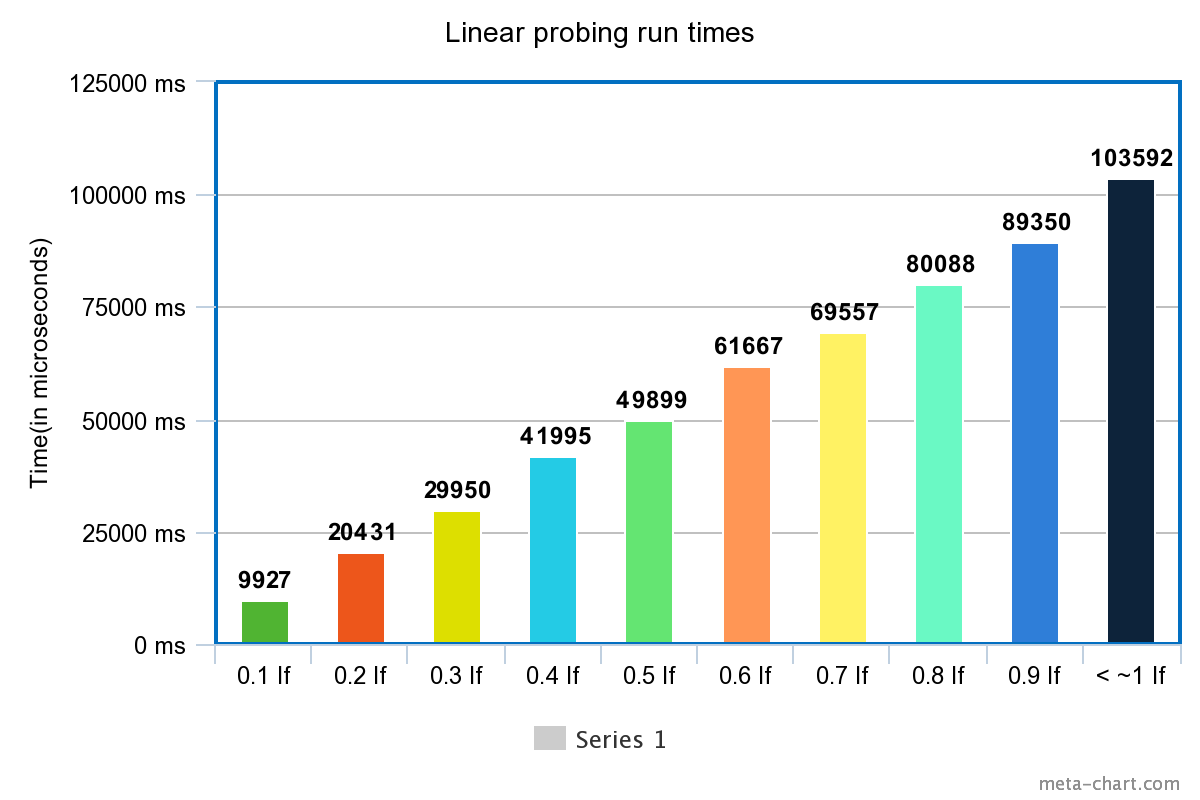 Linear probing run times
125000 ms
100000 ms
75000 ms
50000 ms
25000 ms
0 ms
Time(in microseconds)
9927
20431
29950
41995
49899
61667
69557
80088
89350
103592
0.1 lf
0.2 lf
0.3 lf
0.4 lf
0.5 lf
0.6 lf
0.7 lf
0.8 lf
0.9 lf
< ~1 lf
Series 1
meta-chart.com